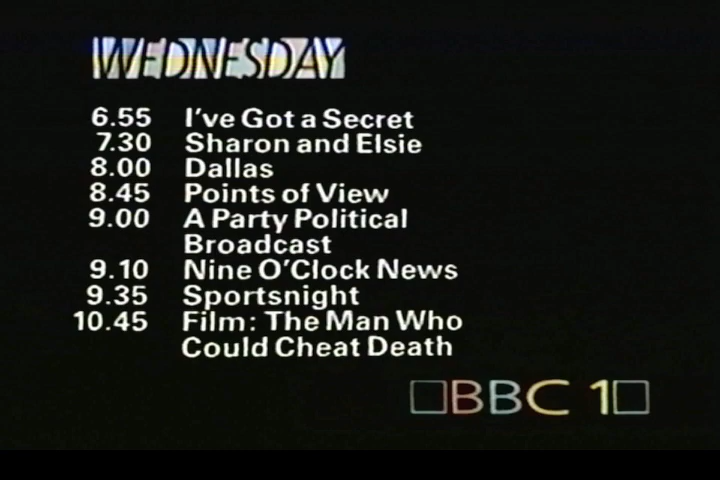 WEDNESDAY
6.55 I've Got a Secret
7.30 Sharon and Elsie
8.00 Dallas
8.45 Points of View
9.00 A Party Political
Broadcast
9.10 Nine O'Clock News
9.35 Sportsnight
10.45 Film: The Man Who
Could Cheat Death
BBC 1